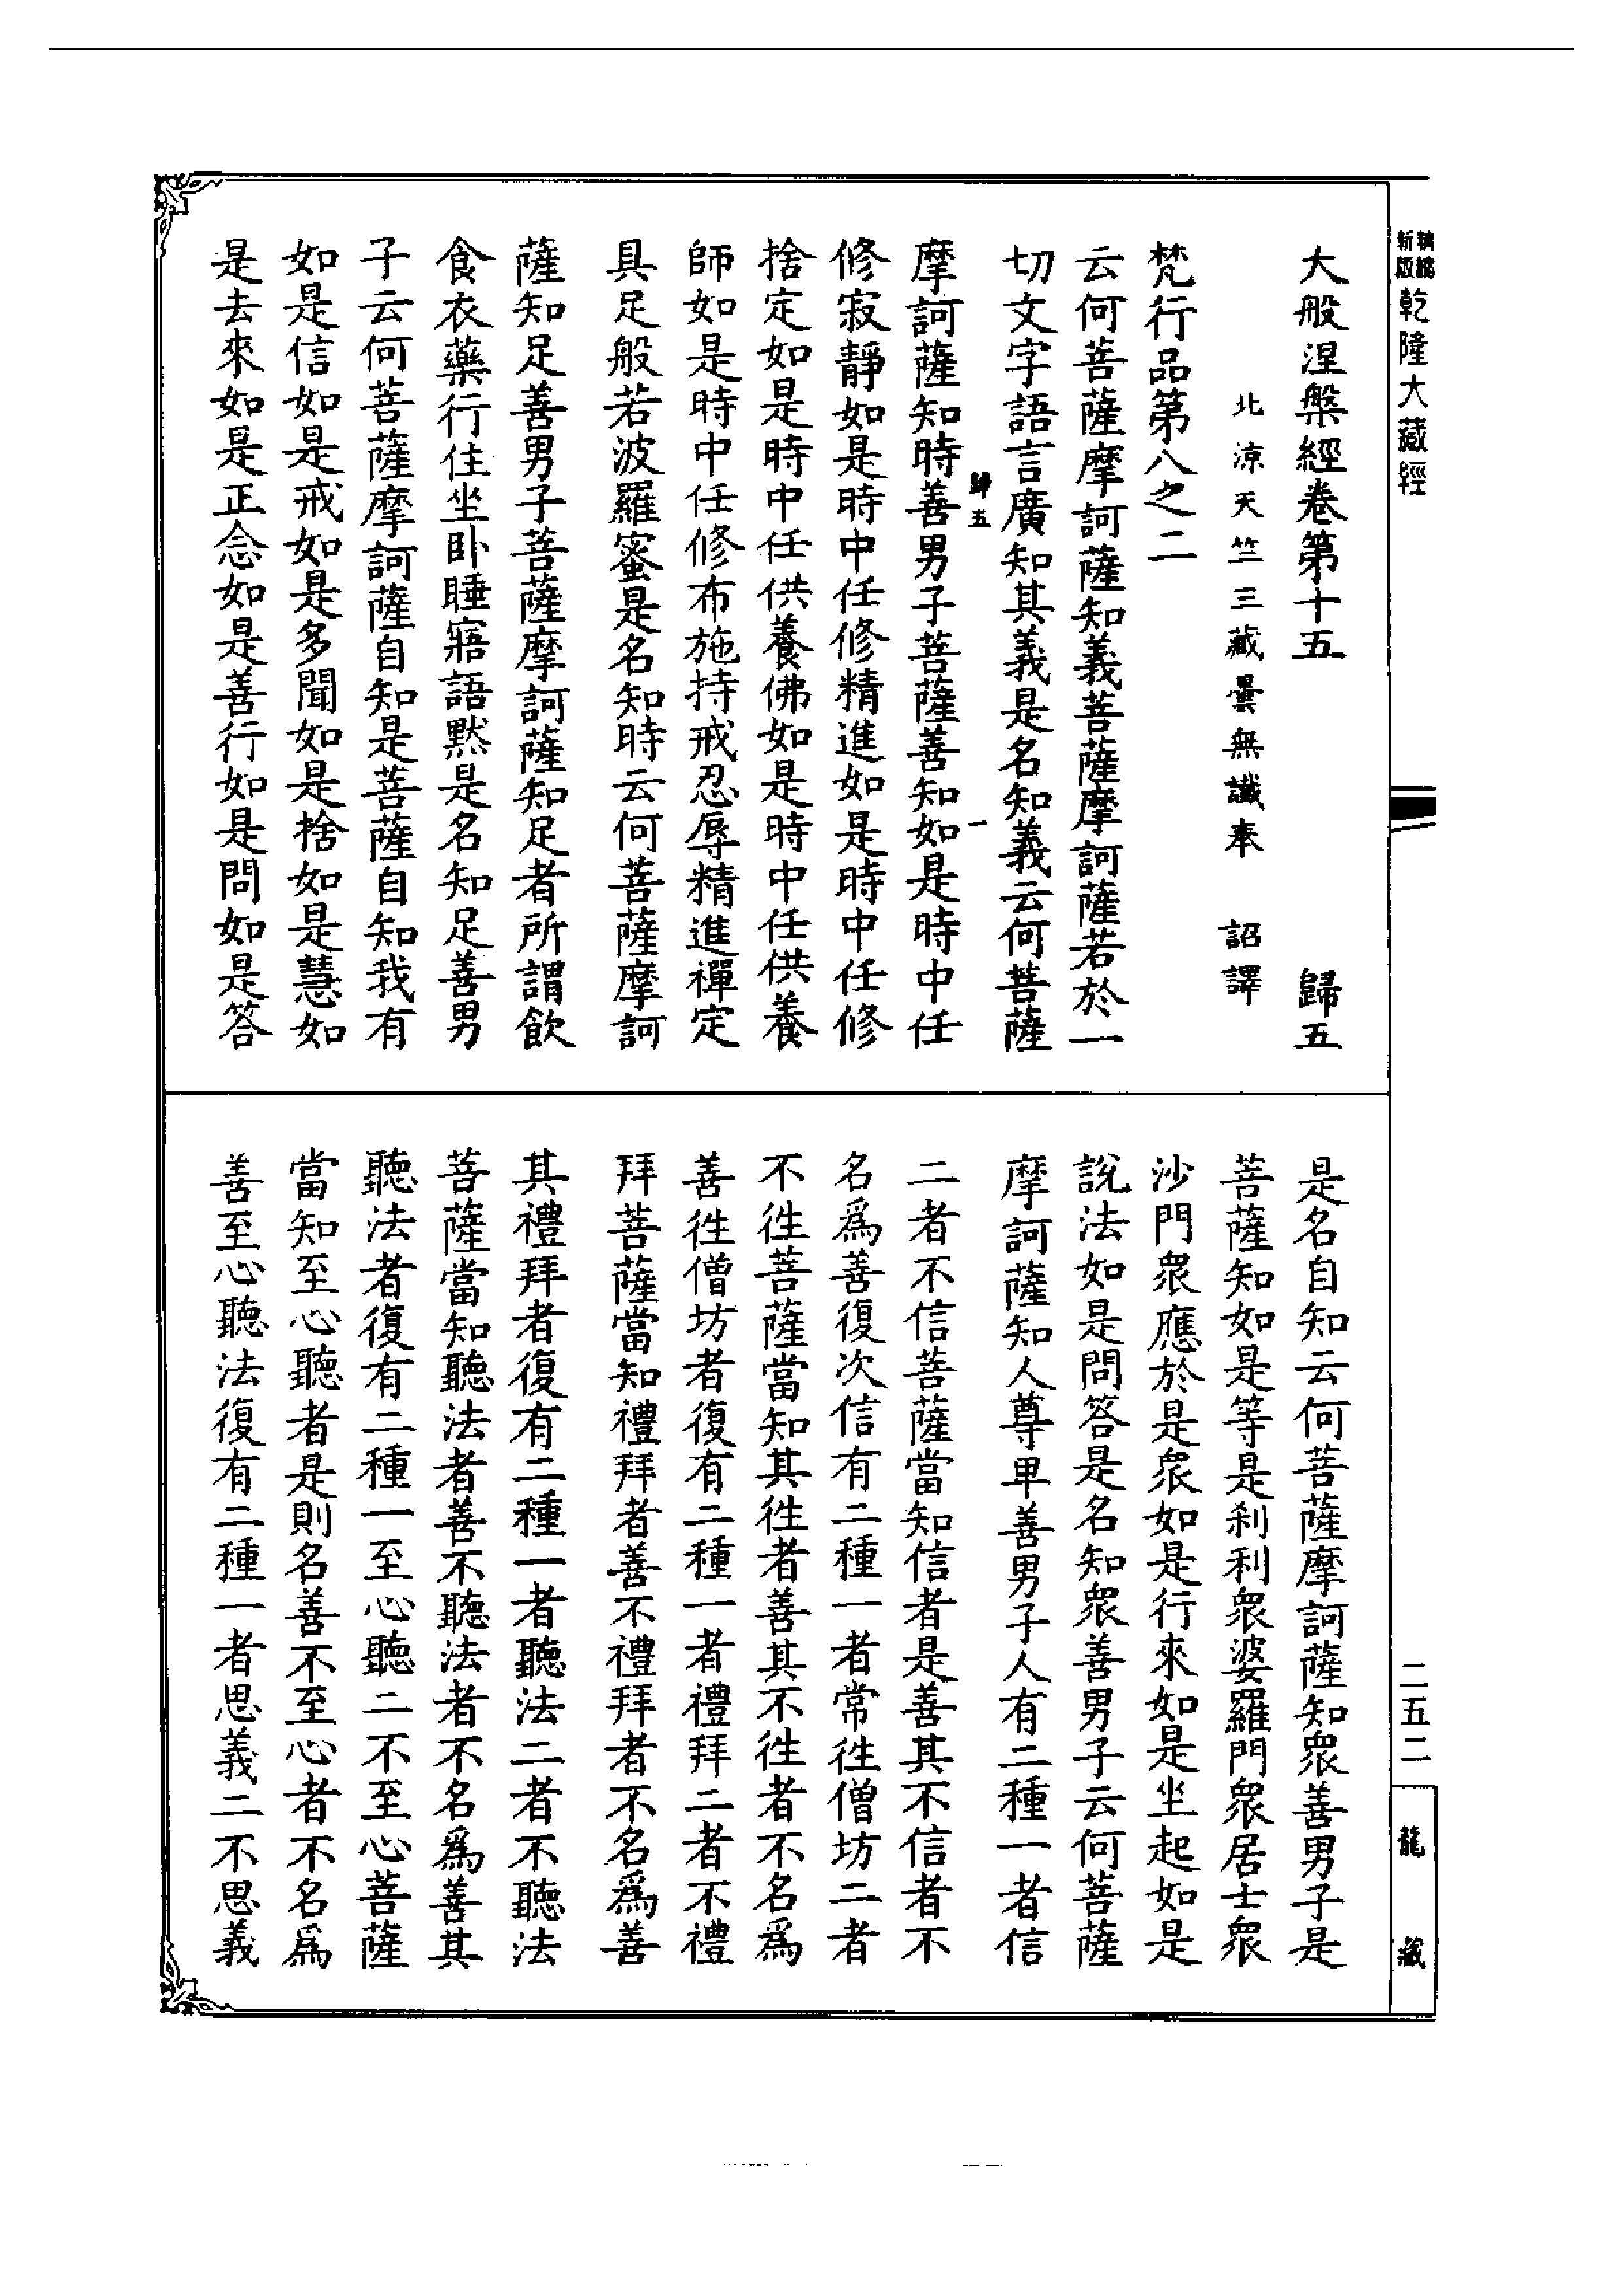 新編縮版 乾隆大藏經
大般涅槃經卷第十五 歸五
北涼天竺三藏曇無讖奉 詔譯
梵行品第八之二
云何菩薩摩訶薩知義菩薩摩訶薩若於一
切文字語言廣知其義是名知義云何菩薩
歸五 一
摩訶薩知時善男子菩薩善知如是時中任
修寂靜如是時中任修精進如是時中任修
捨定如是時中任供養佛如是時中任供養
師如是時中任修布施持戒忍辱精進禪定
具足般若波羅蜜是名知時云何菩薩摩訶
薩知足善男子菩薩摩訶薩知足者所謂飲
食衣藥行住坐臥睡寤語默是名知足善男
子云何菩薩摩訶薩自知是菩薩自知我有
如是信如是戒如是多聞如是捨如是慧如
是去來如是正念如是善行如是問如是答
是名自知云何菩薩摩訶薩知眾善男子是
菩薩知如是等是剎利眾婆羅門眾居士眾
沙門眾應於是眾如是行來如是坐起如是
說法如是問答是名知眾善男子云何菩薩
摩訶薩知人尊卑善男子人有二種一者信
二者不信菩薩當知信者是善其不信者不
名為善復次信有二種一者常往僧坊二者
不往菩薩當知其往者善其不往者不名為
善往僧坊者復有二種一者禮拜二者不禮
拜菩薩當知禮拜者善不禮拜者不名為善
其禮拜者復有二種一者聽法二者不聽法
菩薩當知聽法者善不聽法者不名為善其
聽法者復有二種一至心聽二不至心菩薩
當知至心聽者是則名善不至心者不名為
善至心聽法復有二種一者思義二不思義
二五二
龍藏